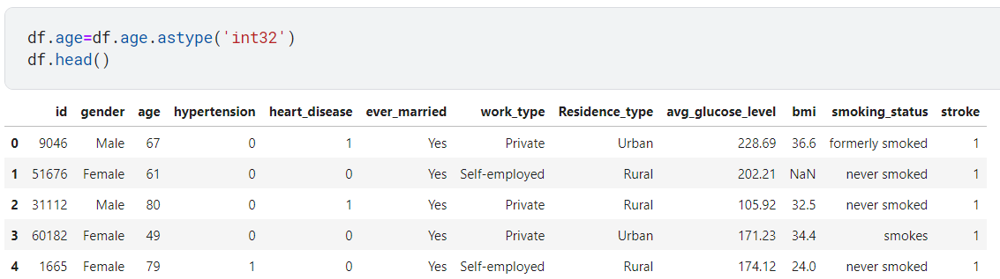 df.age=df.age.astype('int32')
df.head()
id gender age hypertension heart_disease ever_married work_type Residence_type avg_glucose_level bmi smoking_status stroke
0 9046 Male 67 0 1 Yes Private Urban 228.69 36.6 formerly smoked 1
1 51676 Female 61 0 0 Yes Self-employed Rural 202.21 NaN never smoked 1
2 31112 Male 80 0 1 Yes Private Rural 105.92 32.5 never smoked 1
3 60182 Female 49 0 0 Yes Private Urban 171.23 34.4 smokes 1
4 1665 Female 79 1 0 Yes Self-employed Rural 174.12 24.0 never smoked 1